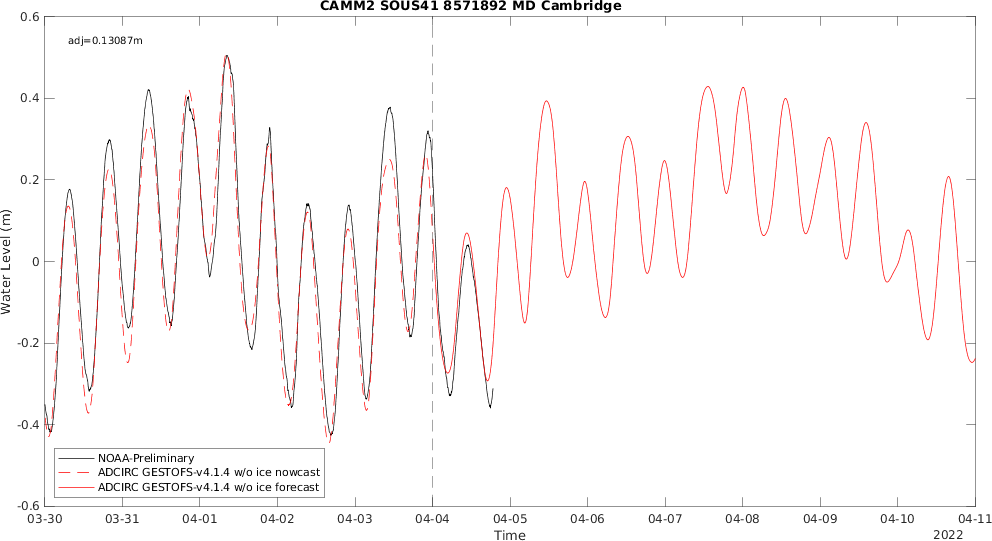 CAMM2 SOUS41 8571892 MD Cambridge
adj=0.13087m
0.6
0.4
0.2
0
-0.2
-0.4
-0.6
Water Level (m)
NOAA-Preliminary
ADCIRC GESTOFS-v4.1.4 w/o ice nowcast
ADCIRC GESTOFS-v4.1.4 w/o ice forecast
03-30 03-31 04-01 04-02 04-03 04-04 04-05 04-06 04-07 04-08 04-09 04-10 04-11
Time
2022